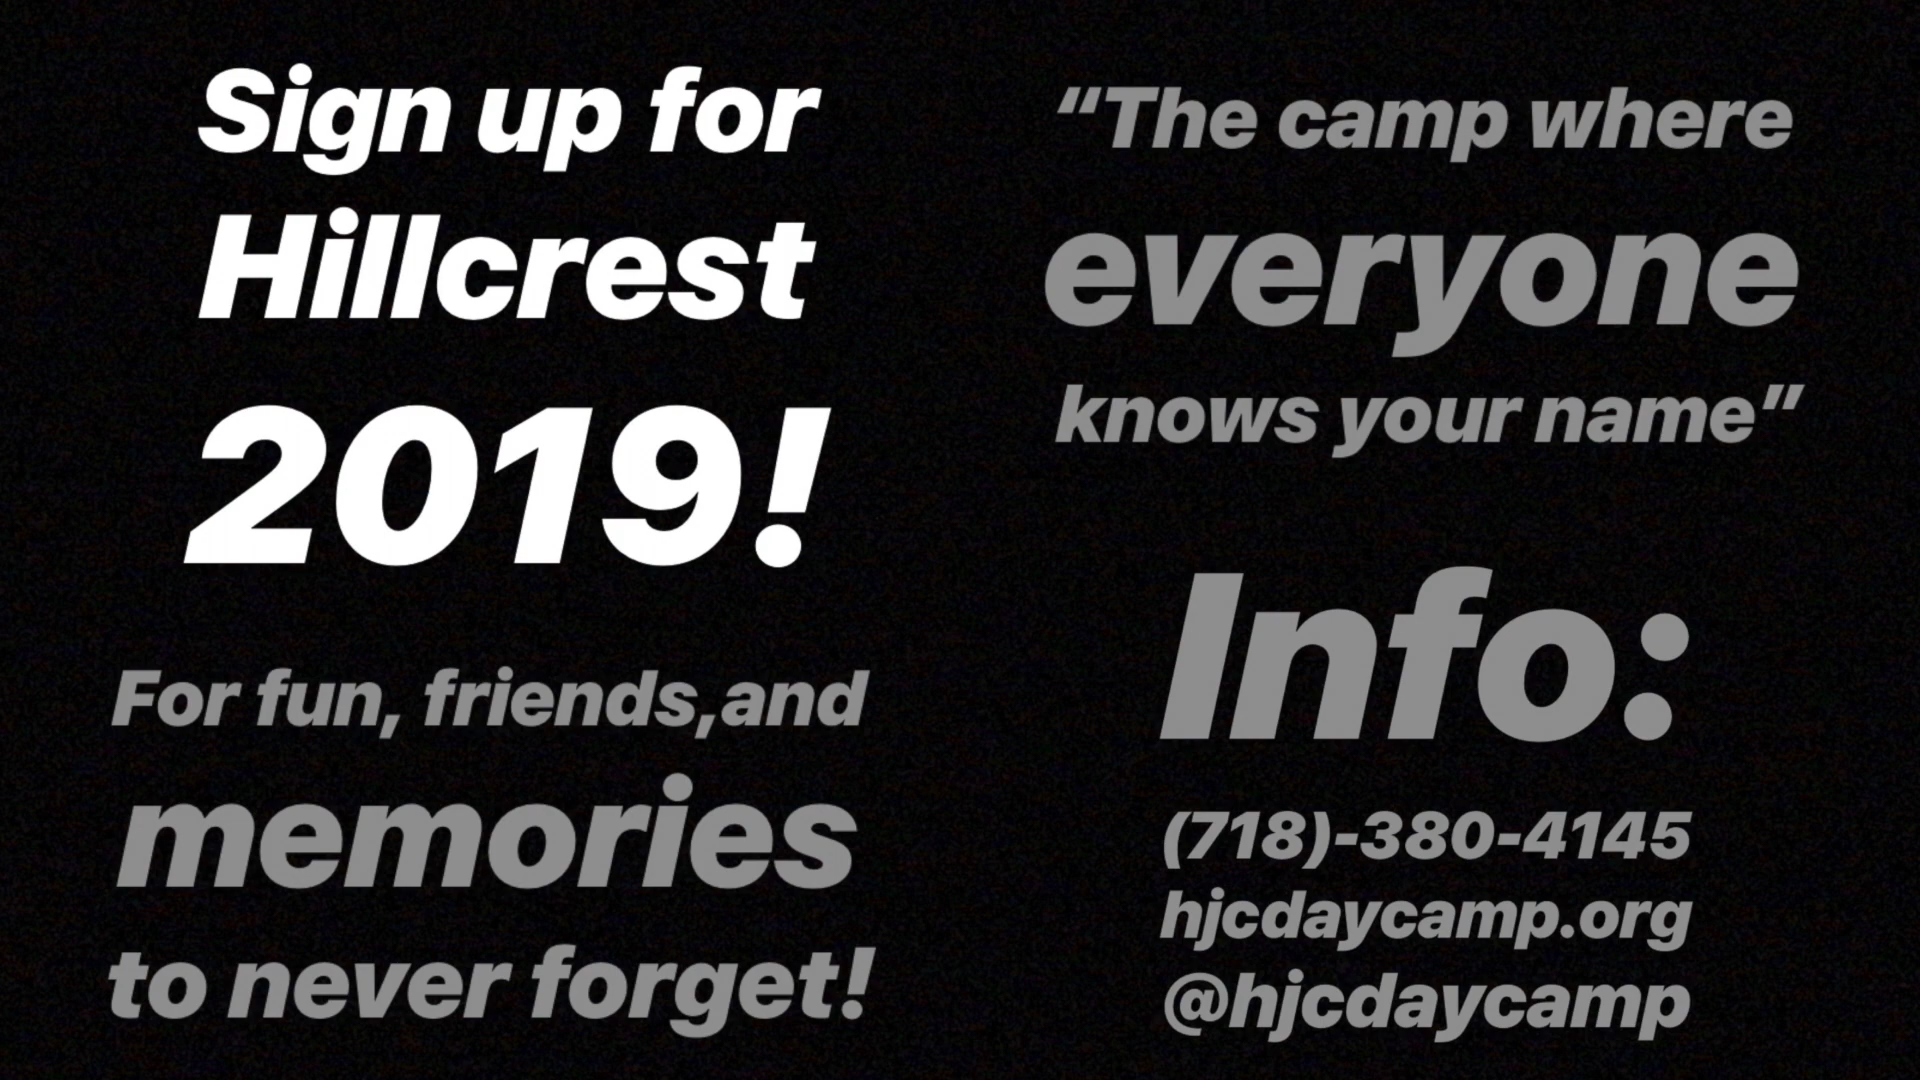 Sign up for
Hillcrest
2019!
For fun, friends,and
memories
to never forget!
“The camp where
everyone
knows your name”
Info:
(718)-380-4145
hjcdaycamp.org
@hjcdaycamp